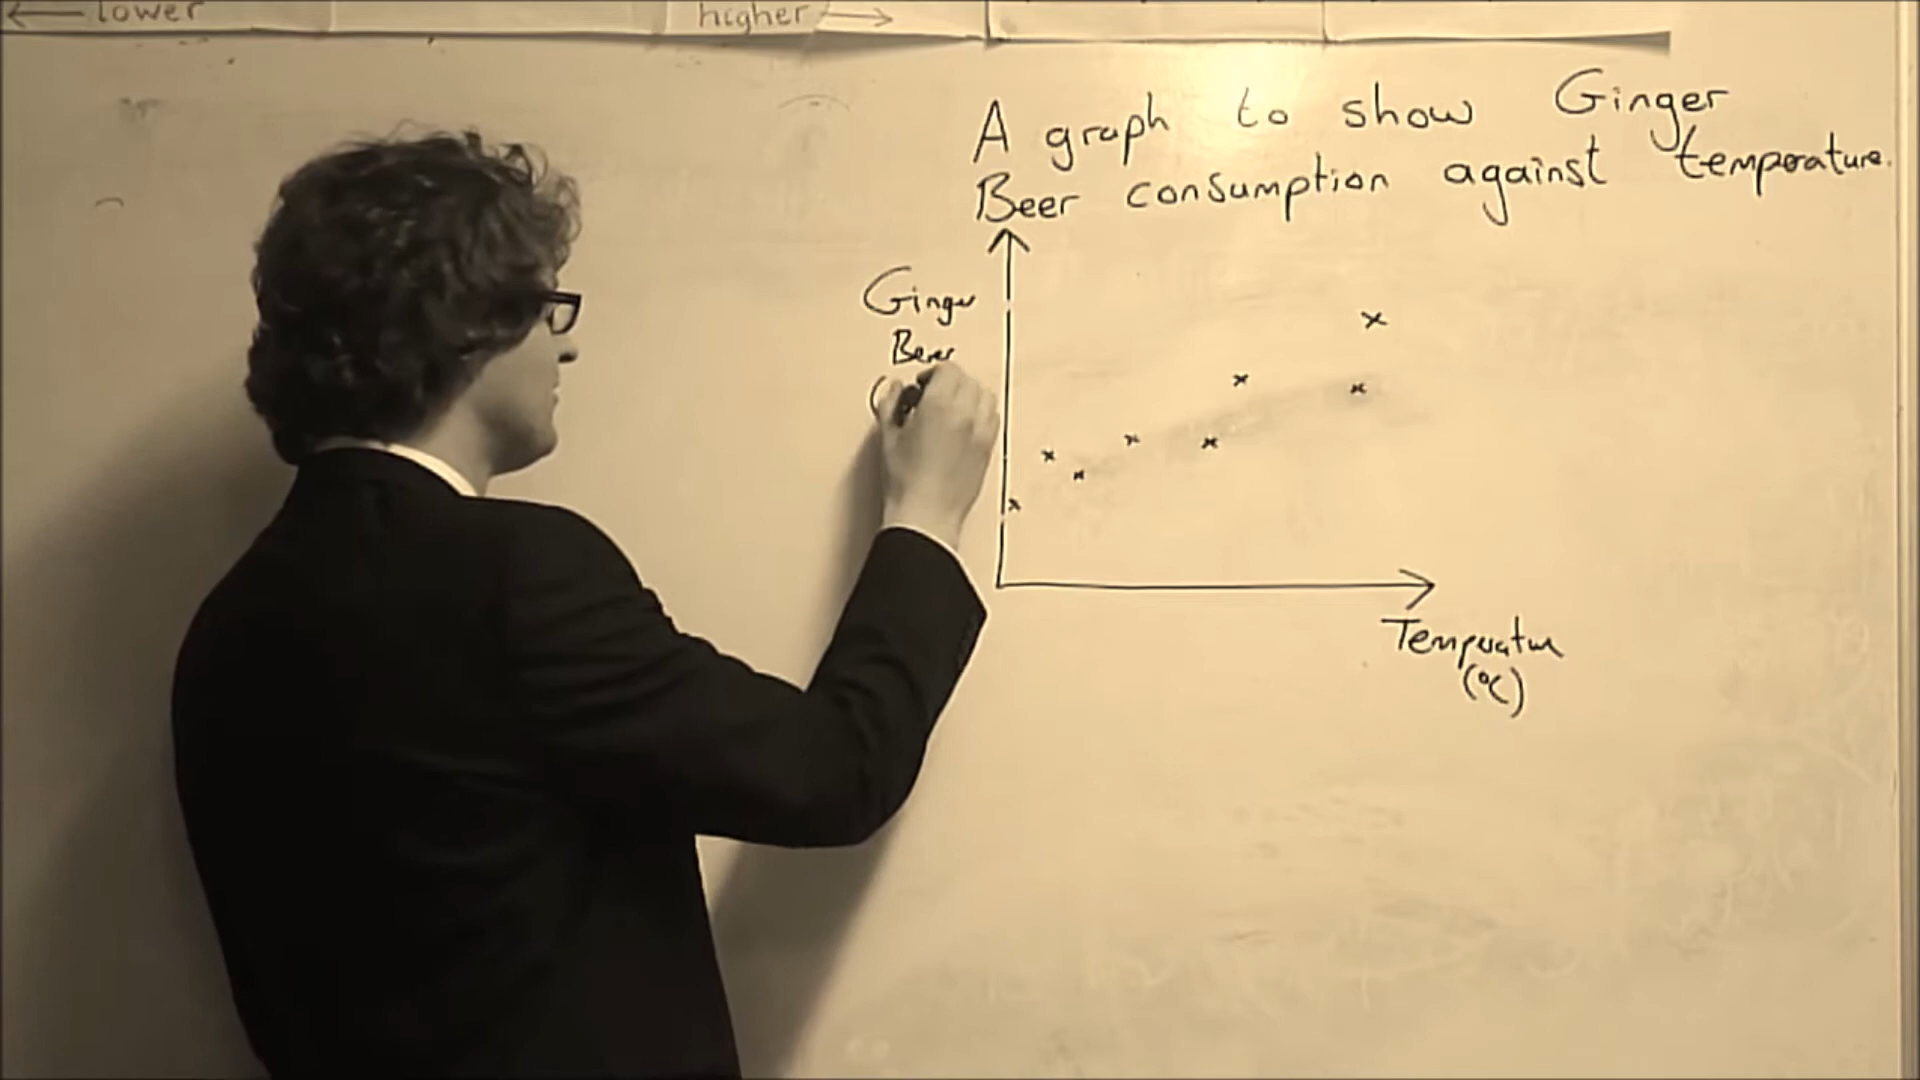 ← lower
higher →
A graph to show Ginger
Beer consumption against temperature.
Ginger
Beer
(
Temperature
(°C)